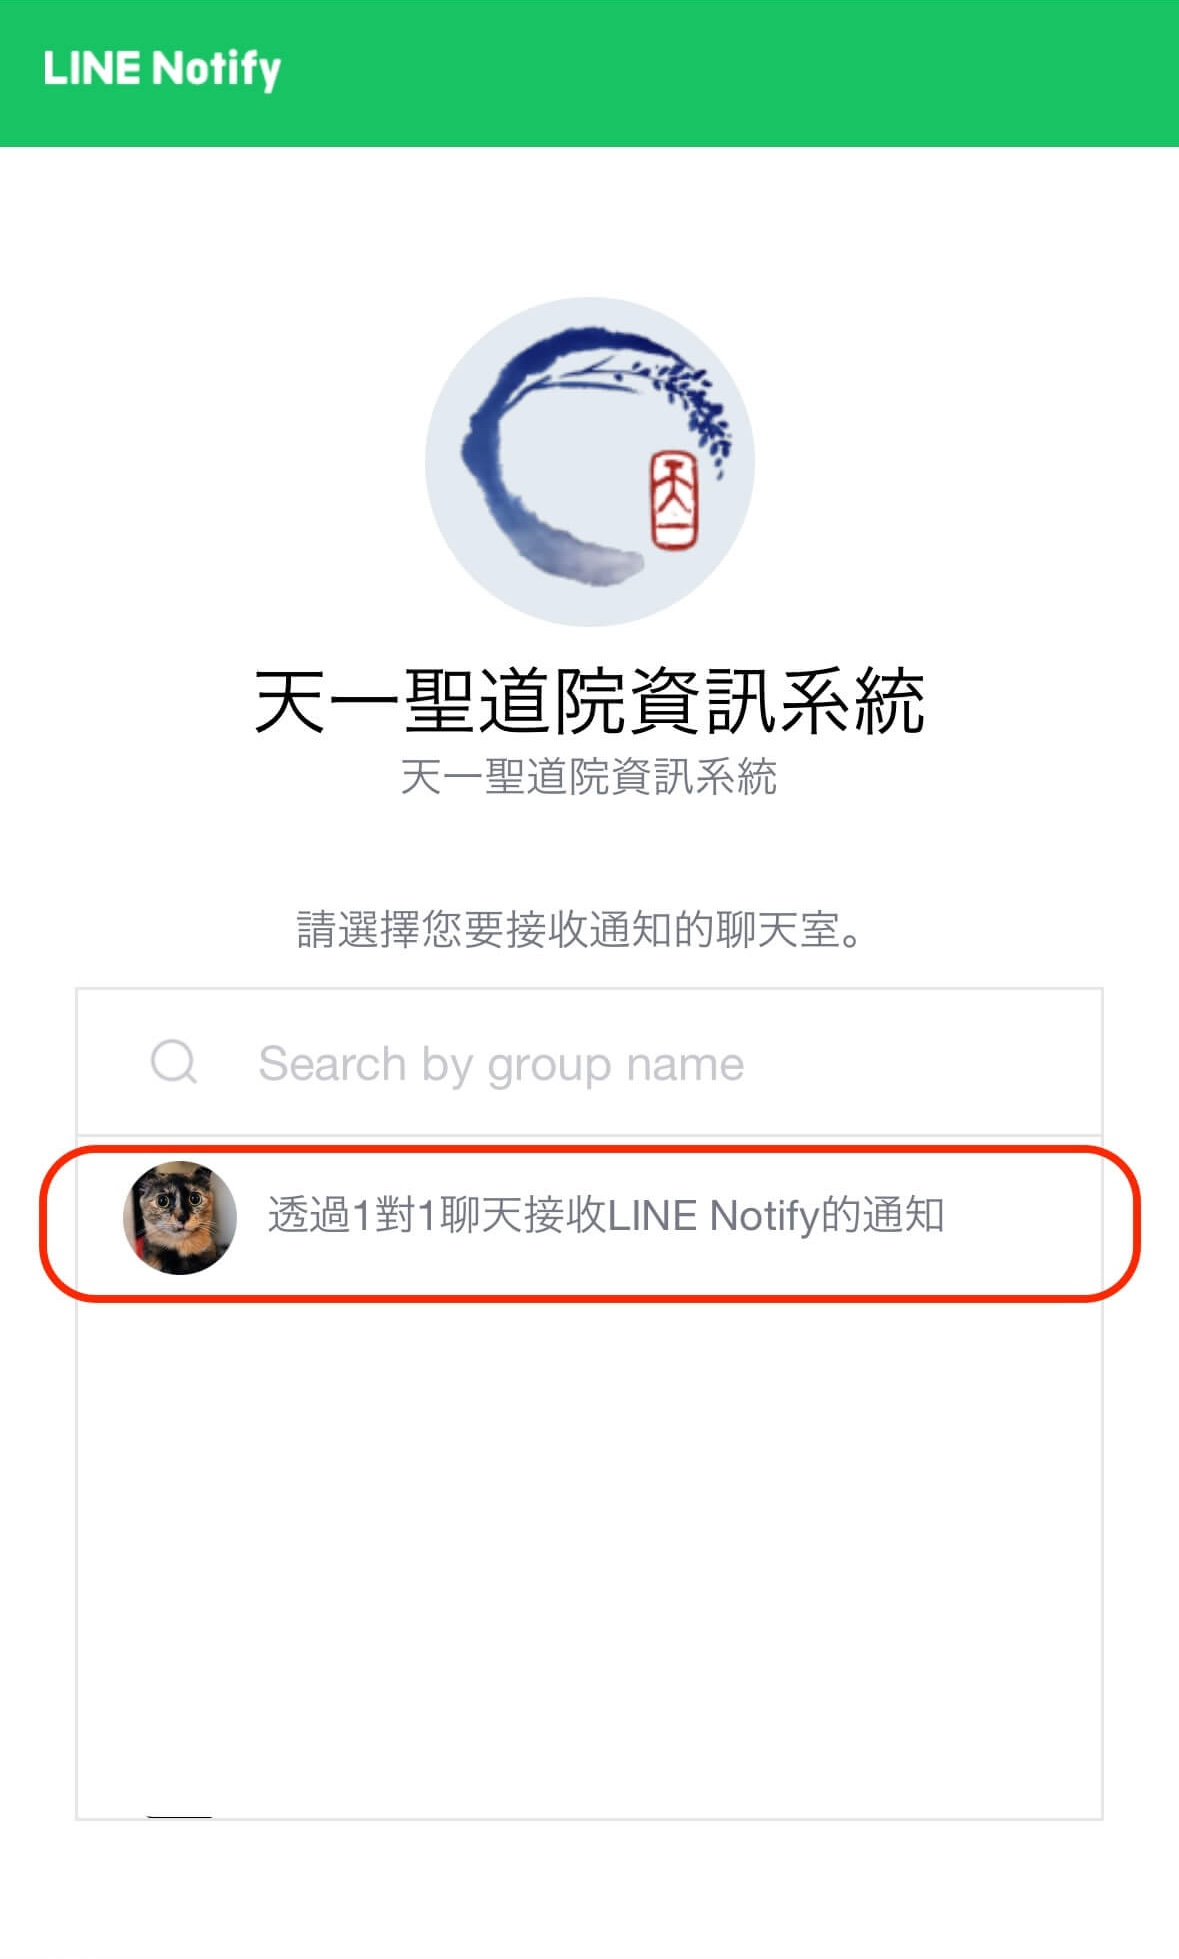 LINE Notify
天一
天一聖道院資訊系統
天一聖道院資訊系統
請選擇您要接收通知的聊天室。
Search by group name
透過1對1聊天接收LINE Notify的通知